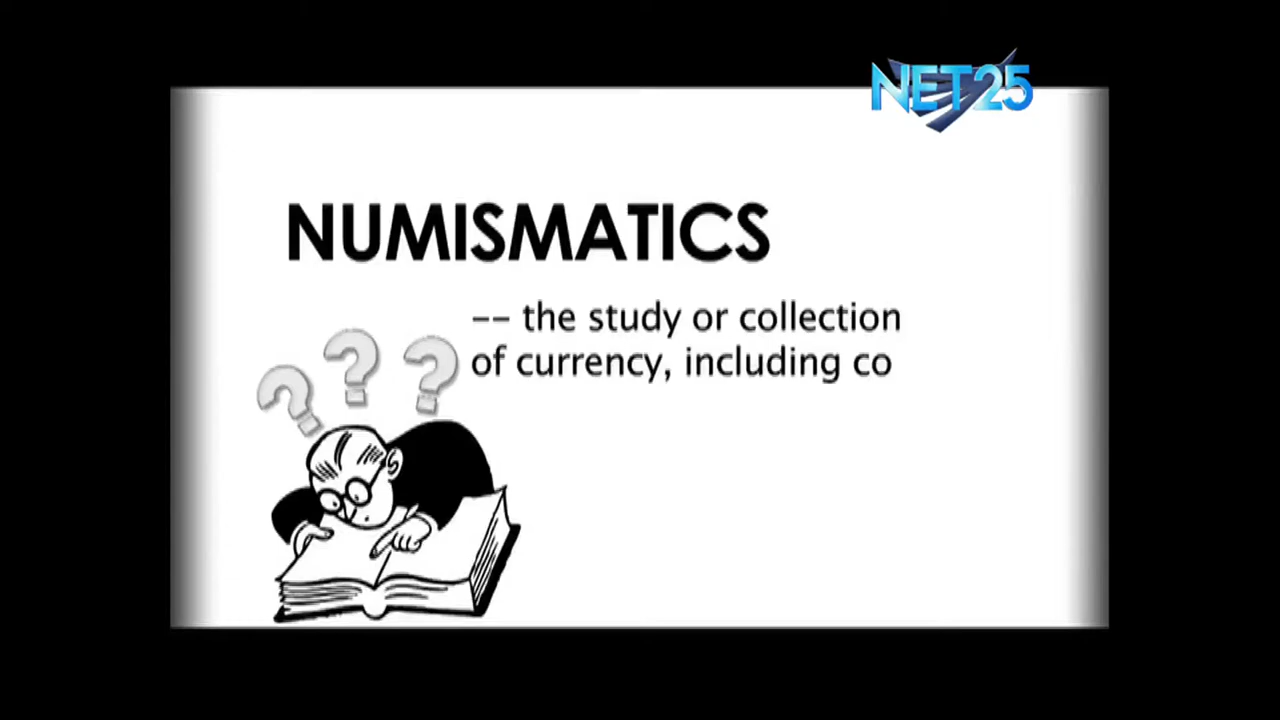 NET25
NUMISMATICS
-- the study or collection
of currency, including co
? ? ?